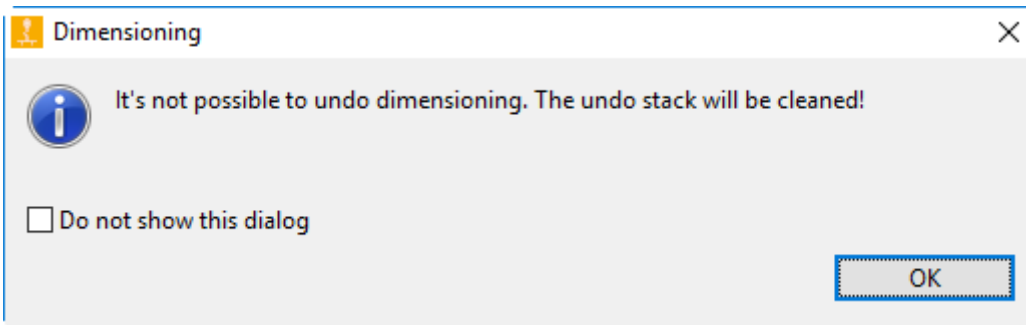 Dimensioning
It's not possible to undo dimensioning. The undo stack will be cleaned!
Do not show this dialog
OK